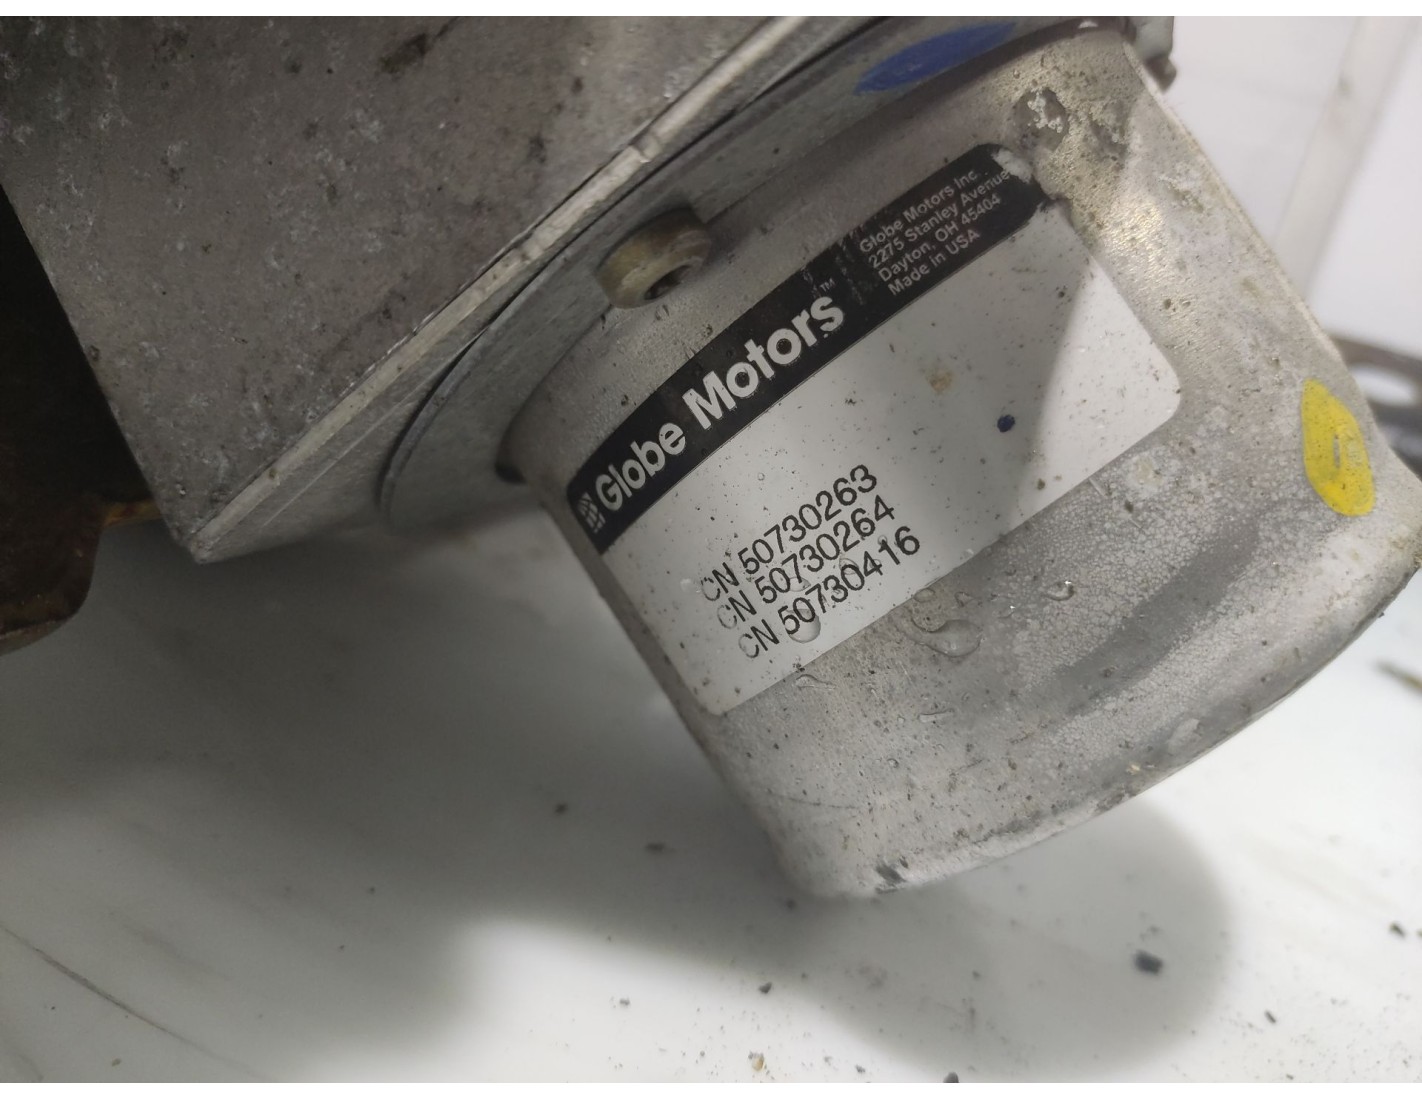 Globe Motors™
Globe Motors Inc.
2275 Stanley Avenue
Dayton, OH 45404
Made in USA
CN 50730263
CN 50730264
CN 50730416